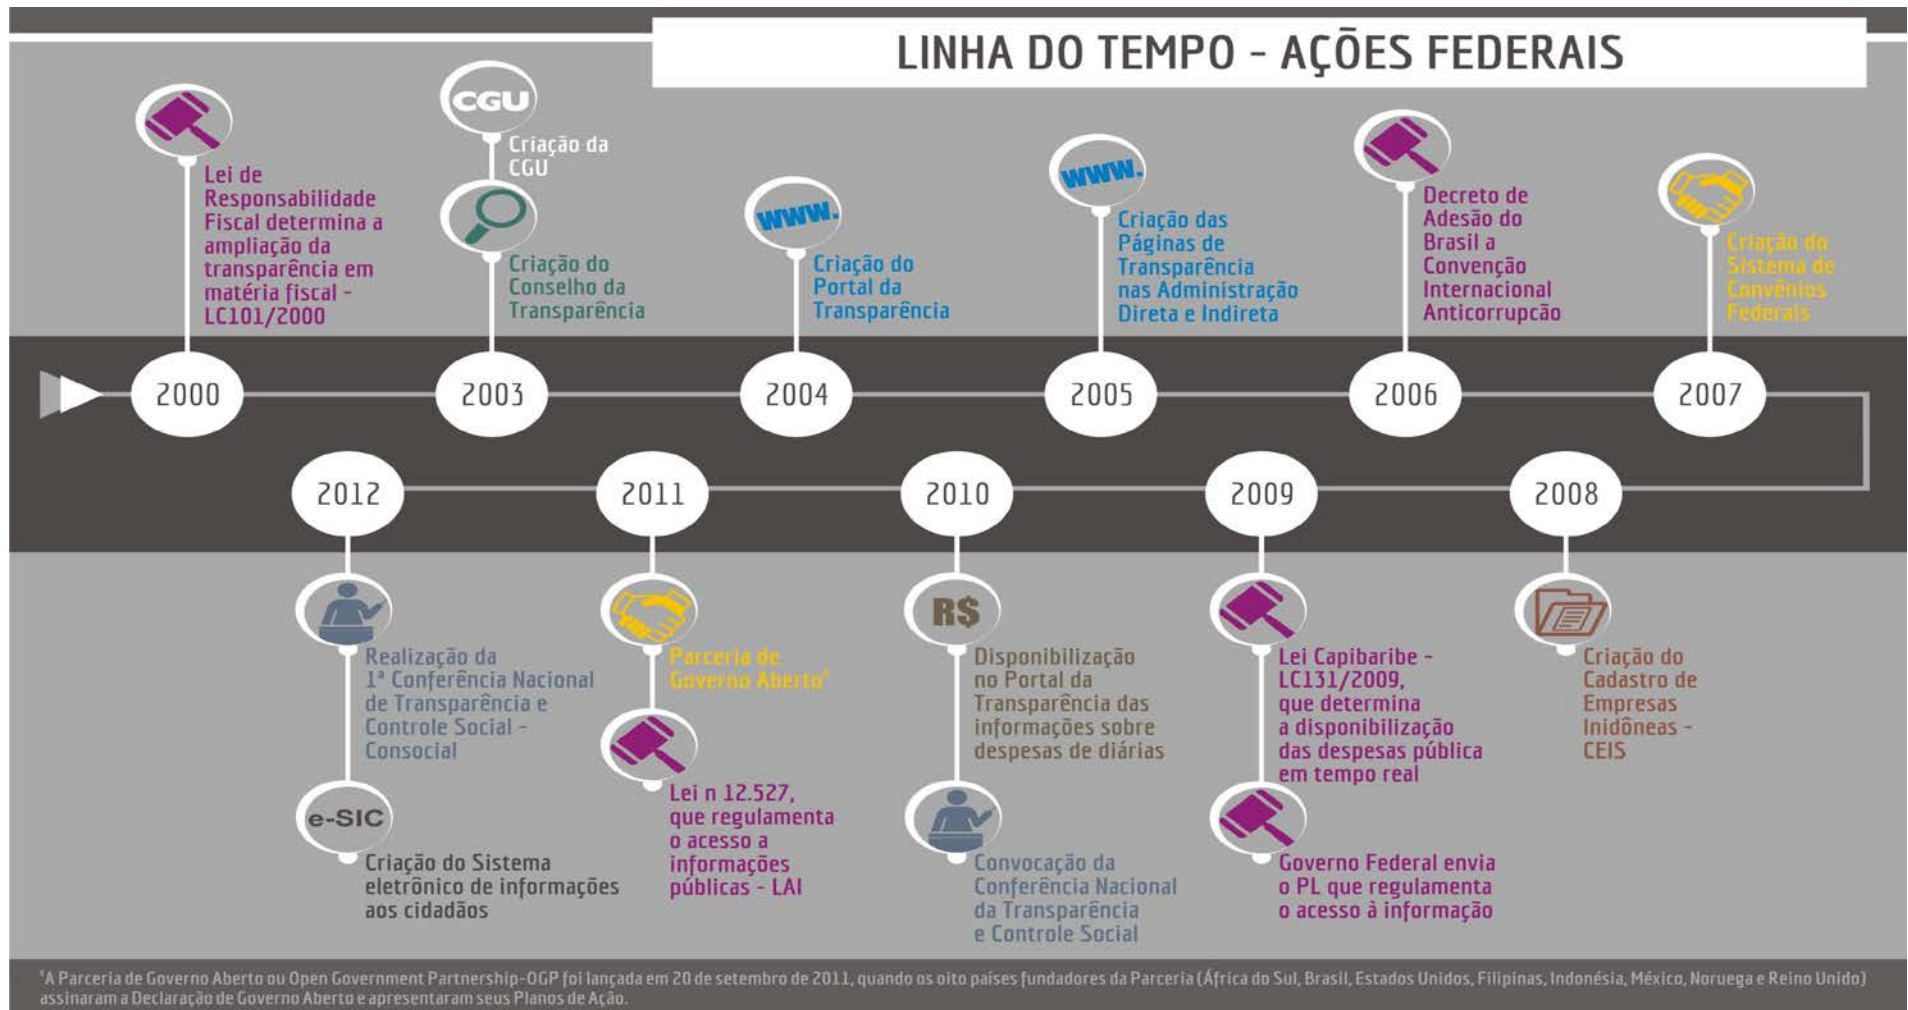 LINHA DO TEMPO - AÇÕES FEDERAIS
Lei de
Responsabilidade
Fiscal determina a
ampliação da
transparência em
matéria fiscal -
LC101/2000
2000
CGU
Criação da
CGU
Criação do
Conselho da
Transparência
2003
www.
Criação do
Portal da
Transparência
2004
www.
Criação das
Páginas de
Transparência
nas Administração
Direta e Indireta
2005
Decreto de
Adesão do
Brasil a
Convenção
Internacional
Anticorrupcão
2006
Criação do
Sistema de
Convênios
Federais
2007
2008
Criação do
Cadastro de
Empresas
Inidôneas -
CEIS
2009
Lei Capibaribe -
LC131/2009,
que determina
a disponibilização
das despesas pública
em tempo real
Governo Federal envia
o PL que regulamenta
o acesso à informação
2010
R$
Disponibilização
no Portal da
Transparência das
informações sobre
despesas de diárias
Convocação da
Conferência Nacional
da Transparência
e Controle Social
2011
Parceria de
Governo Aberto*
Lei n 12.527,
que regulamenta
o acesso a
informações
públicas - LAI
2012
Realização da
1ª Conferência Nacional
de Transparência e
Controle Social -
Consocial
e-SIC
Criação do Sistema
eletrônico de informações
aos cidadãos
*A Parceria de Governo Aberto ou Open Government Partnership-OGP foi lançada em 20 de setembro de 2011, quando os oito países fundadores da Parceria (África do Sul, Brasil, Estados Unidos, Filipinas, Indonésia, México, Noruega e Reino Unido)
assinaram a Declaração de Governo Aberto e apresentaram seus Planos de Ação.